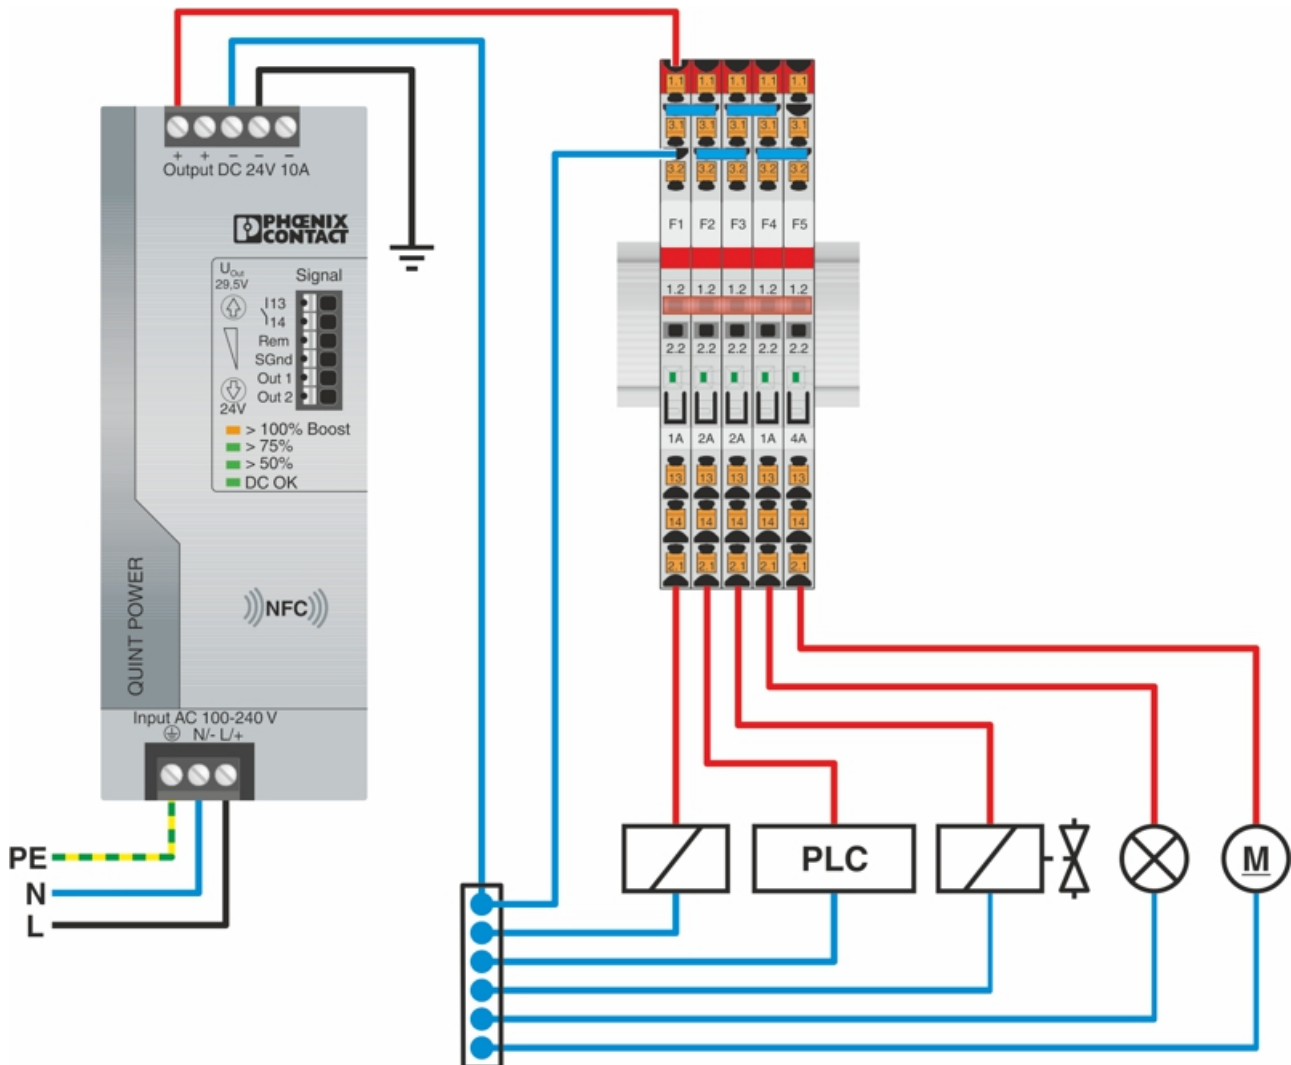 + + − − −
Output DC 24V 10A
PHŒNIX
CONTACT
UOut
29,5V
Signal
13
14
Rem
SGnd
Out 1
Out 2
24V
> 100% Boost
> 75%
> 50%
DC OK
QUINT POWER
NFC
Input AC 100-240 V
N/- L/+
PE
N
L
1.1 1.1 1.1 1.1 1.1
3.1 3.1 3.1 3.1 3.1
3.2 3.2 3.2 3.2 3.2
F1 F2 F3 F4 F5
1.2 1.2 1.2 1.2 1.2
2.2 2.2 2.2 2.2 2.2
1A 2A 2A 1A 4A
13 13 13 13 13
14 14 14 14 14
2.1 2.1 2.1 2.1 2.1
PLC
M